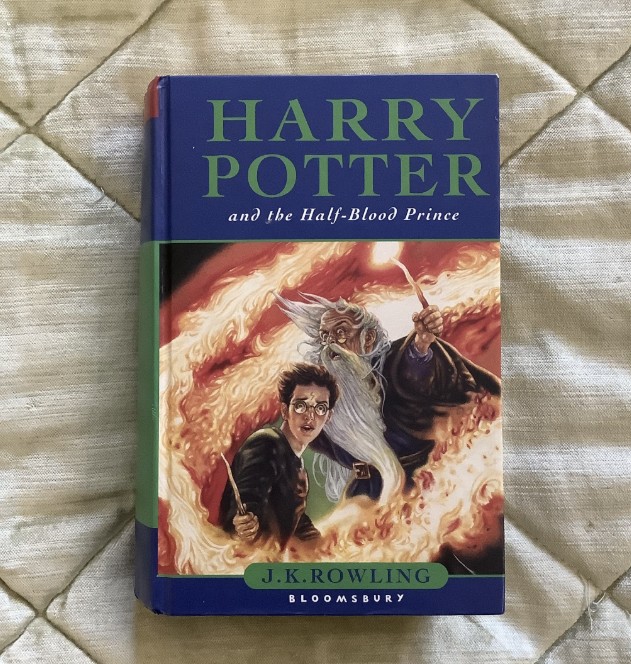 HARRY
POTTER
and the Half-Blood Prince
J.K.ROWLING
BLOOMSBURY